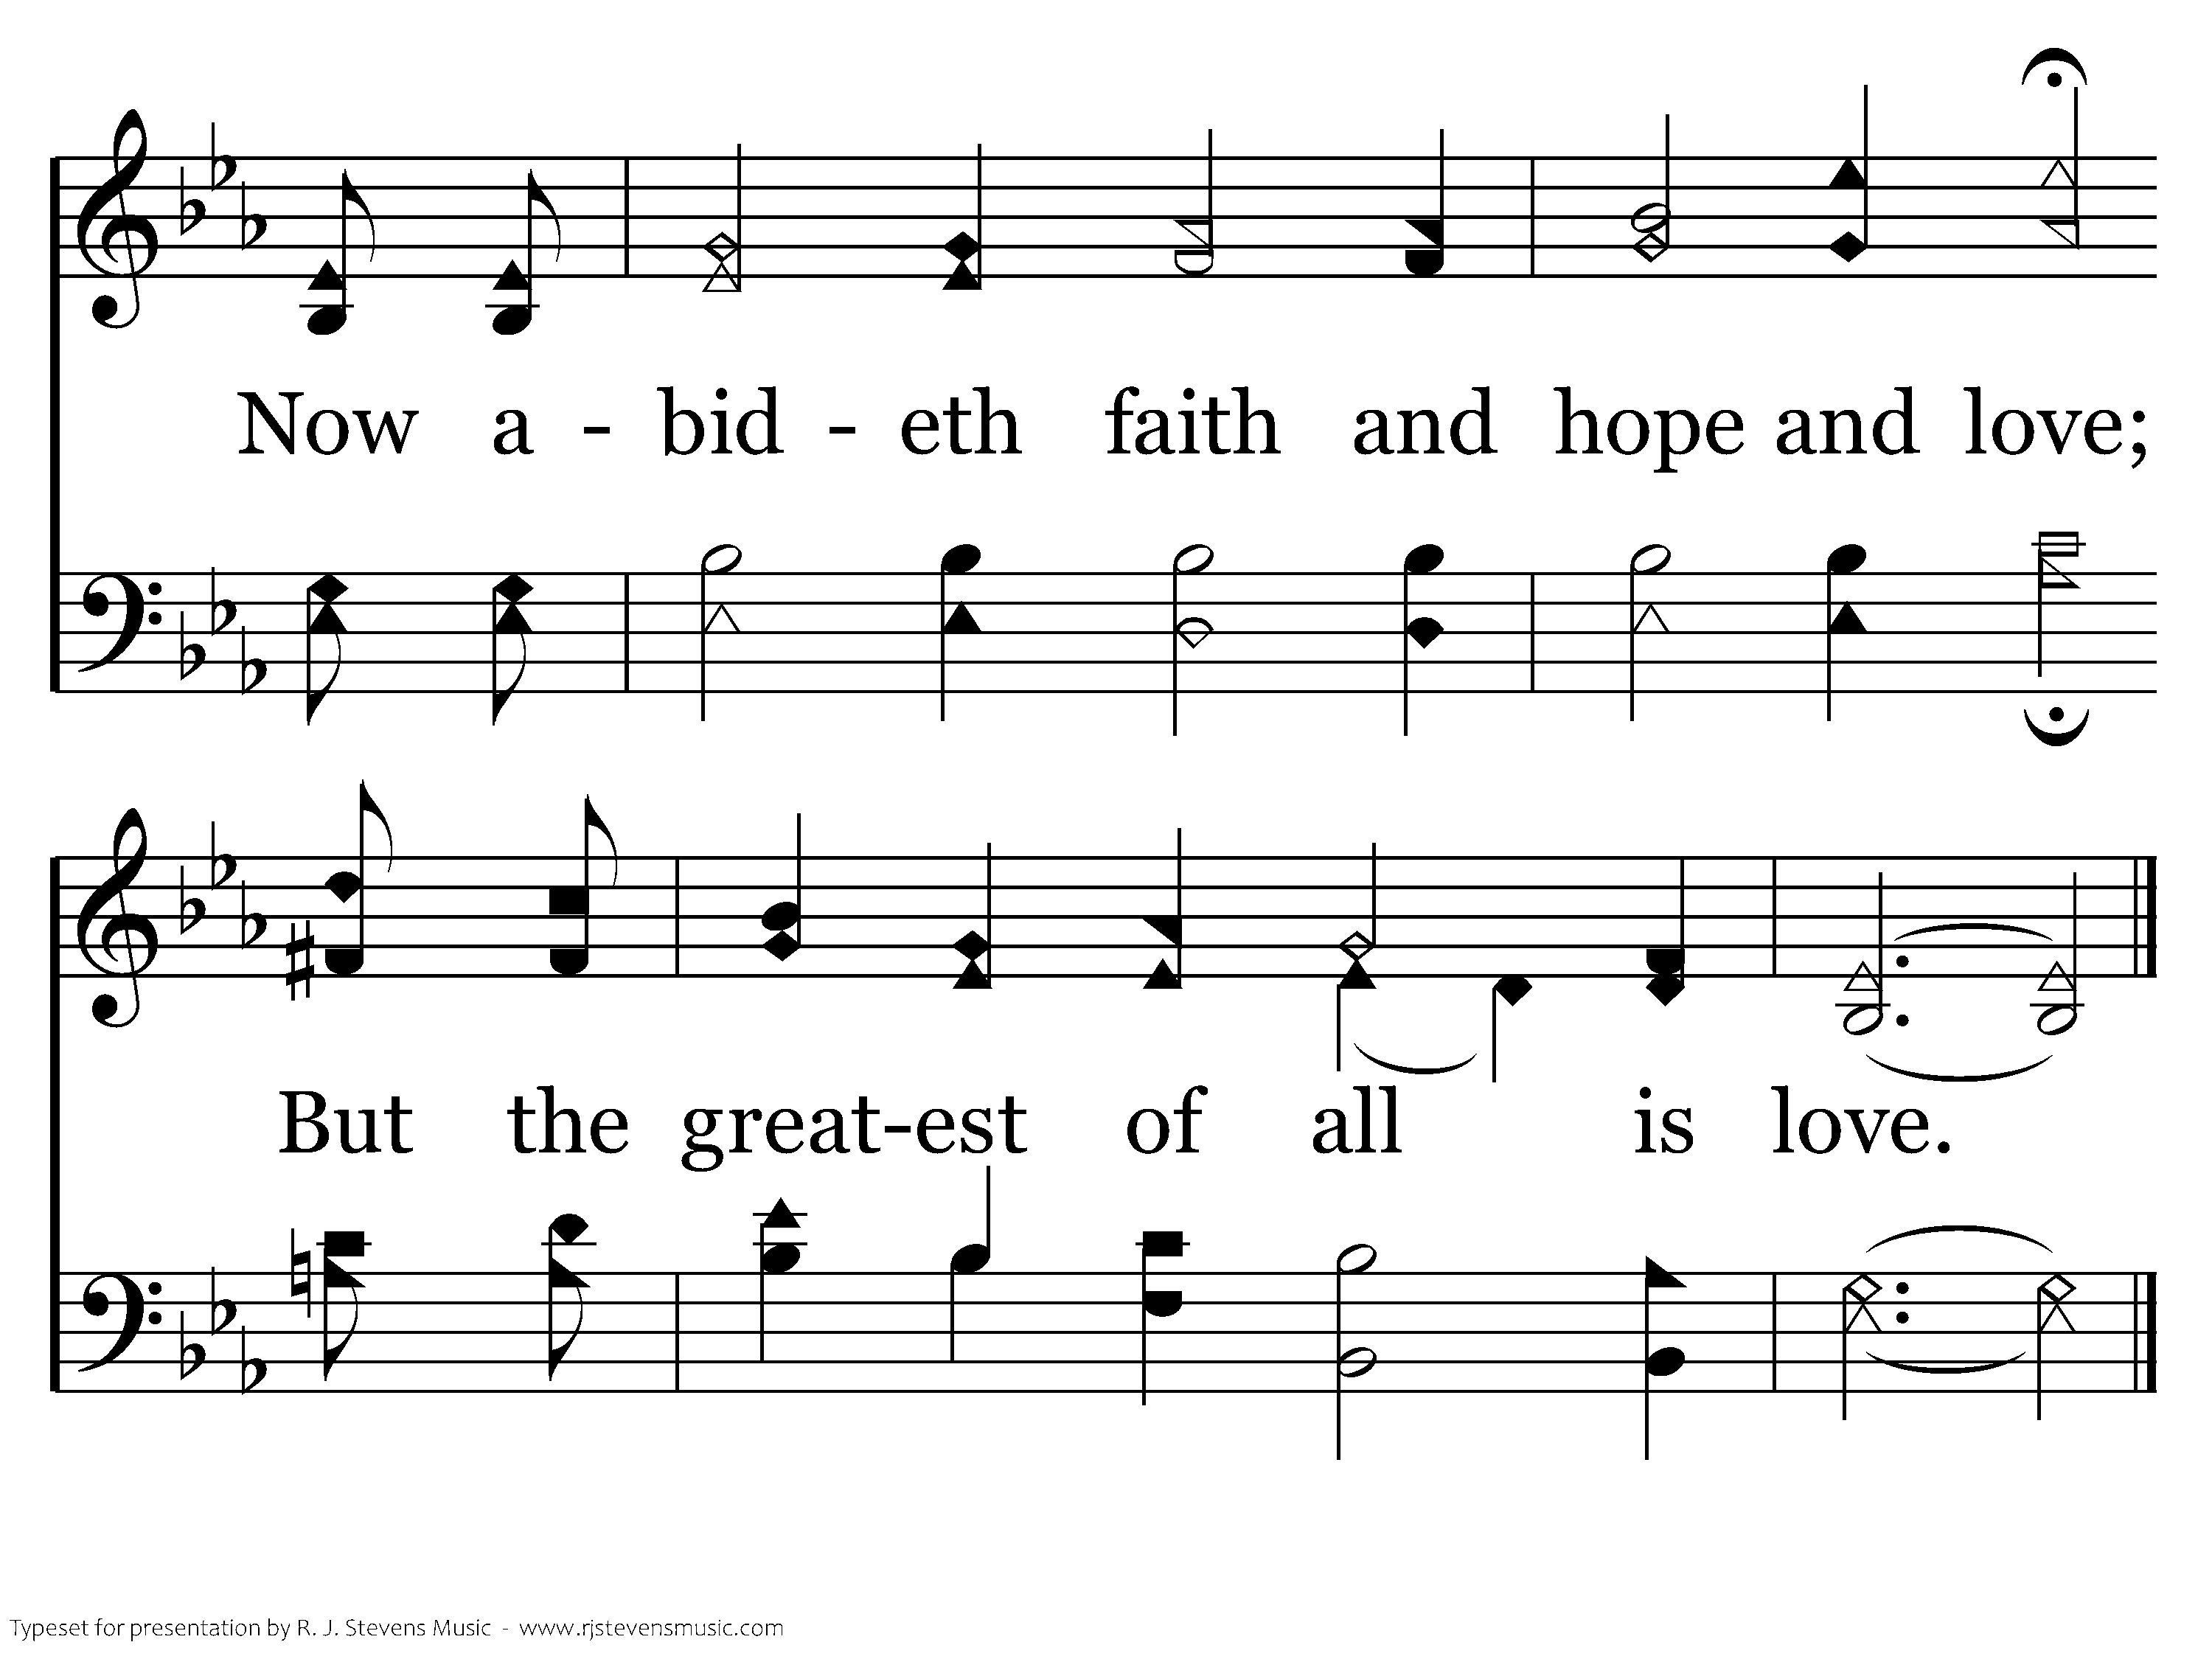 Now a - bid - eth faith and hope and love;
But the great-est of all is love.
Typeset for presentation by R. J. Stevens Music - www.rjstevensmusic.com